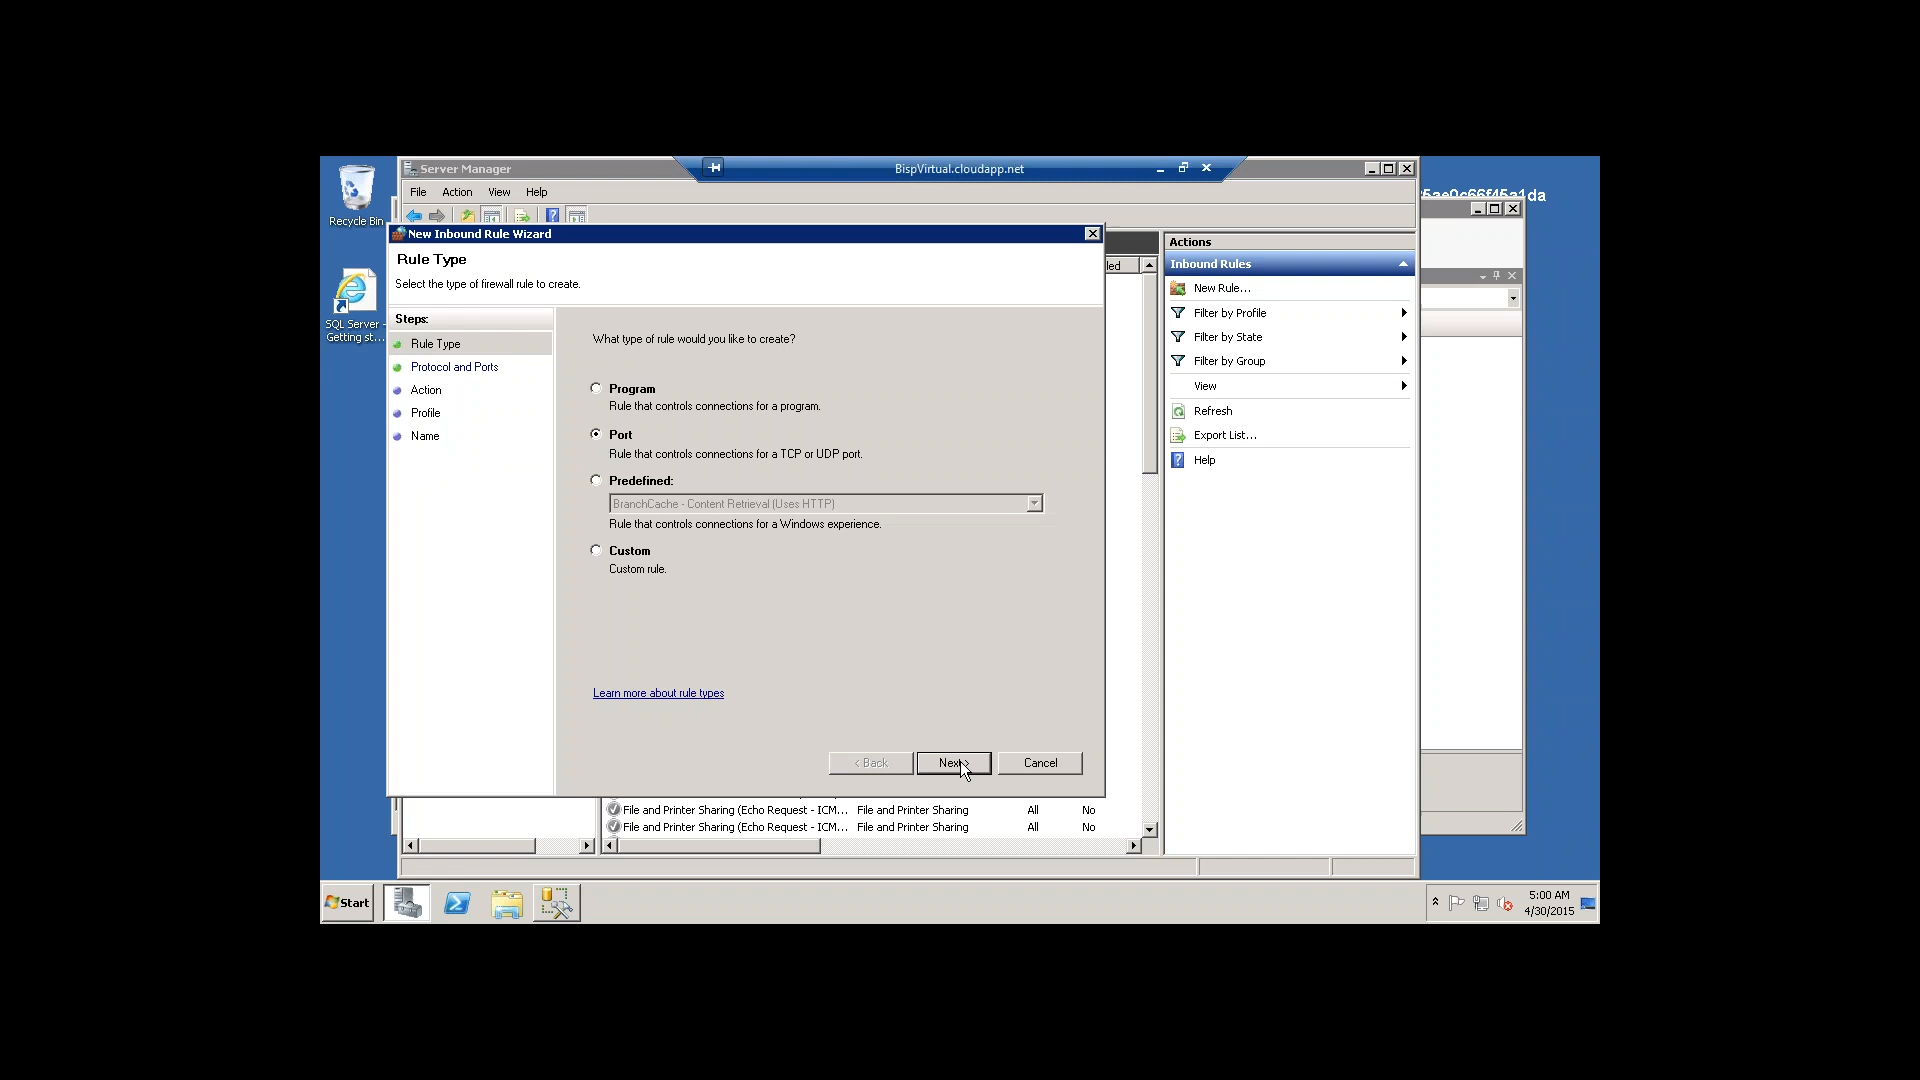 Recycle Bin
SQL Server -
Getting st...
Server Manager
BispVirtual.cloudapp.net
File Action View Help
New Inbound Rule Wizard
Rule Type
Select the type of firewall rule to create.
Steps:
Rule Type
Protocol and Ports
Action
Profile
Name
What type of rule would you like to create?
Program
Rule that controls connections for a program.
Port
Rule that controls connections for a TCP or UDP port.
Predefined:
BranchCache - Content Retrieval (Uses HTTP)
Rule that controls connections for a Windows experience.
Custom
Custom rule.
Learn more about rule types
< Back Next > Cancel
File and Printer Sharing (Echo Request - ICM... File and Printer Sharing All No
File and Printer Sharing (Echo Request - ICM... File and Printer Sharing All No
Actions
Inbound Rules
New Rule...
Filter by Profile
Filter by State
Filter by Group
View
Refresh
Export List...
Help
Start
5:00 AM
4/30/2015